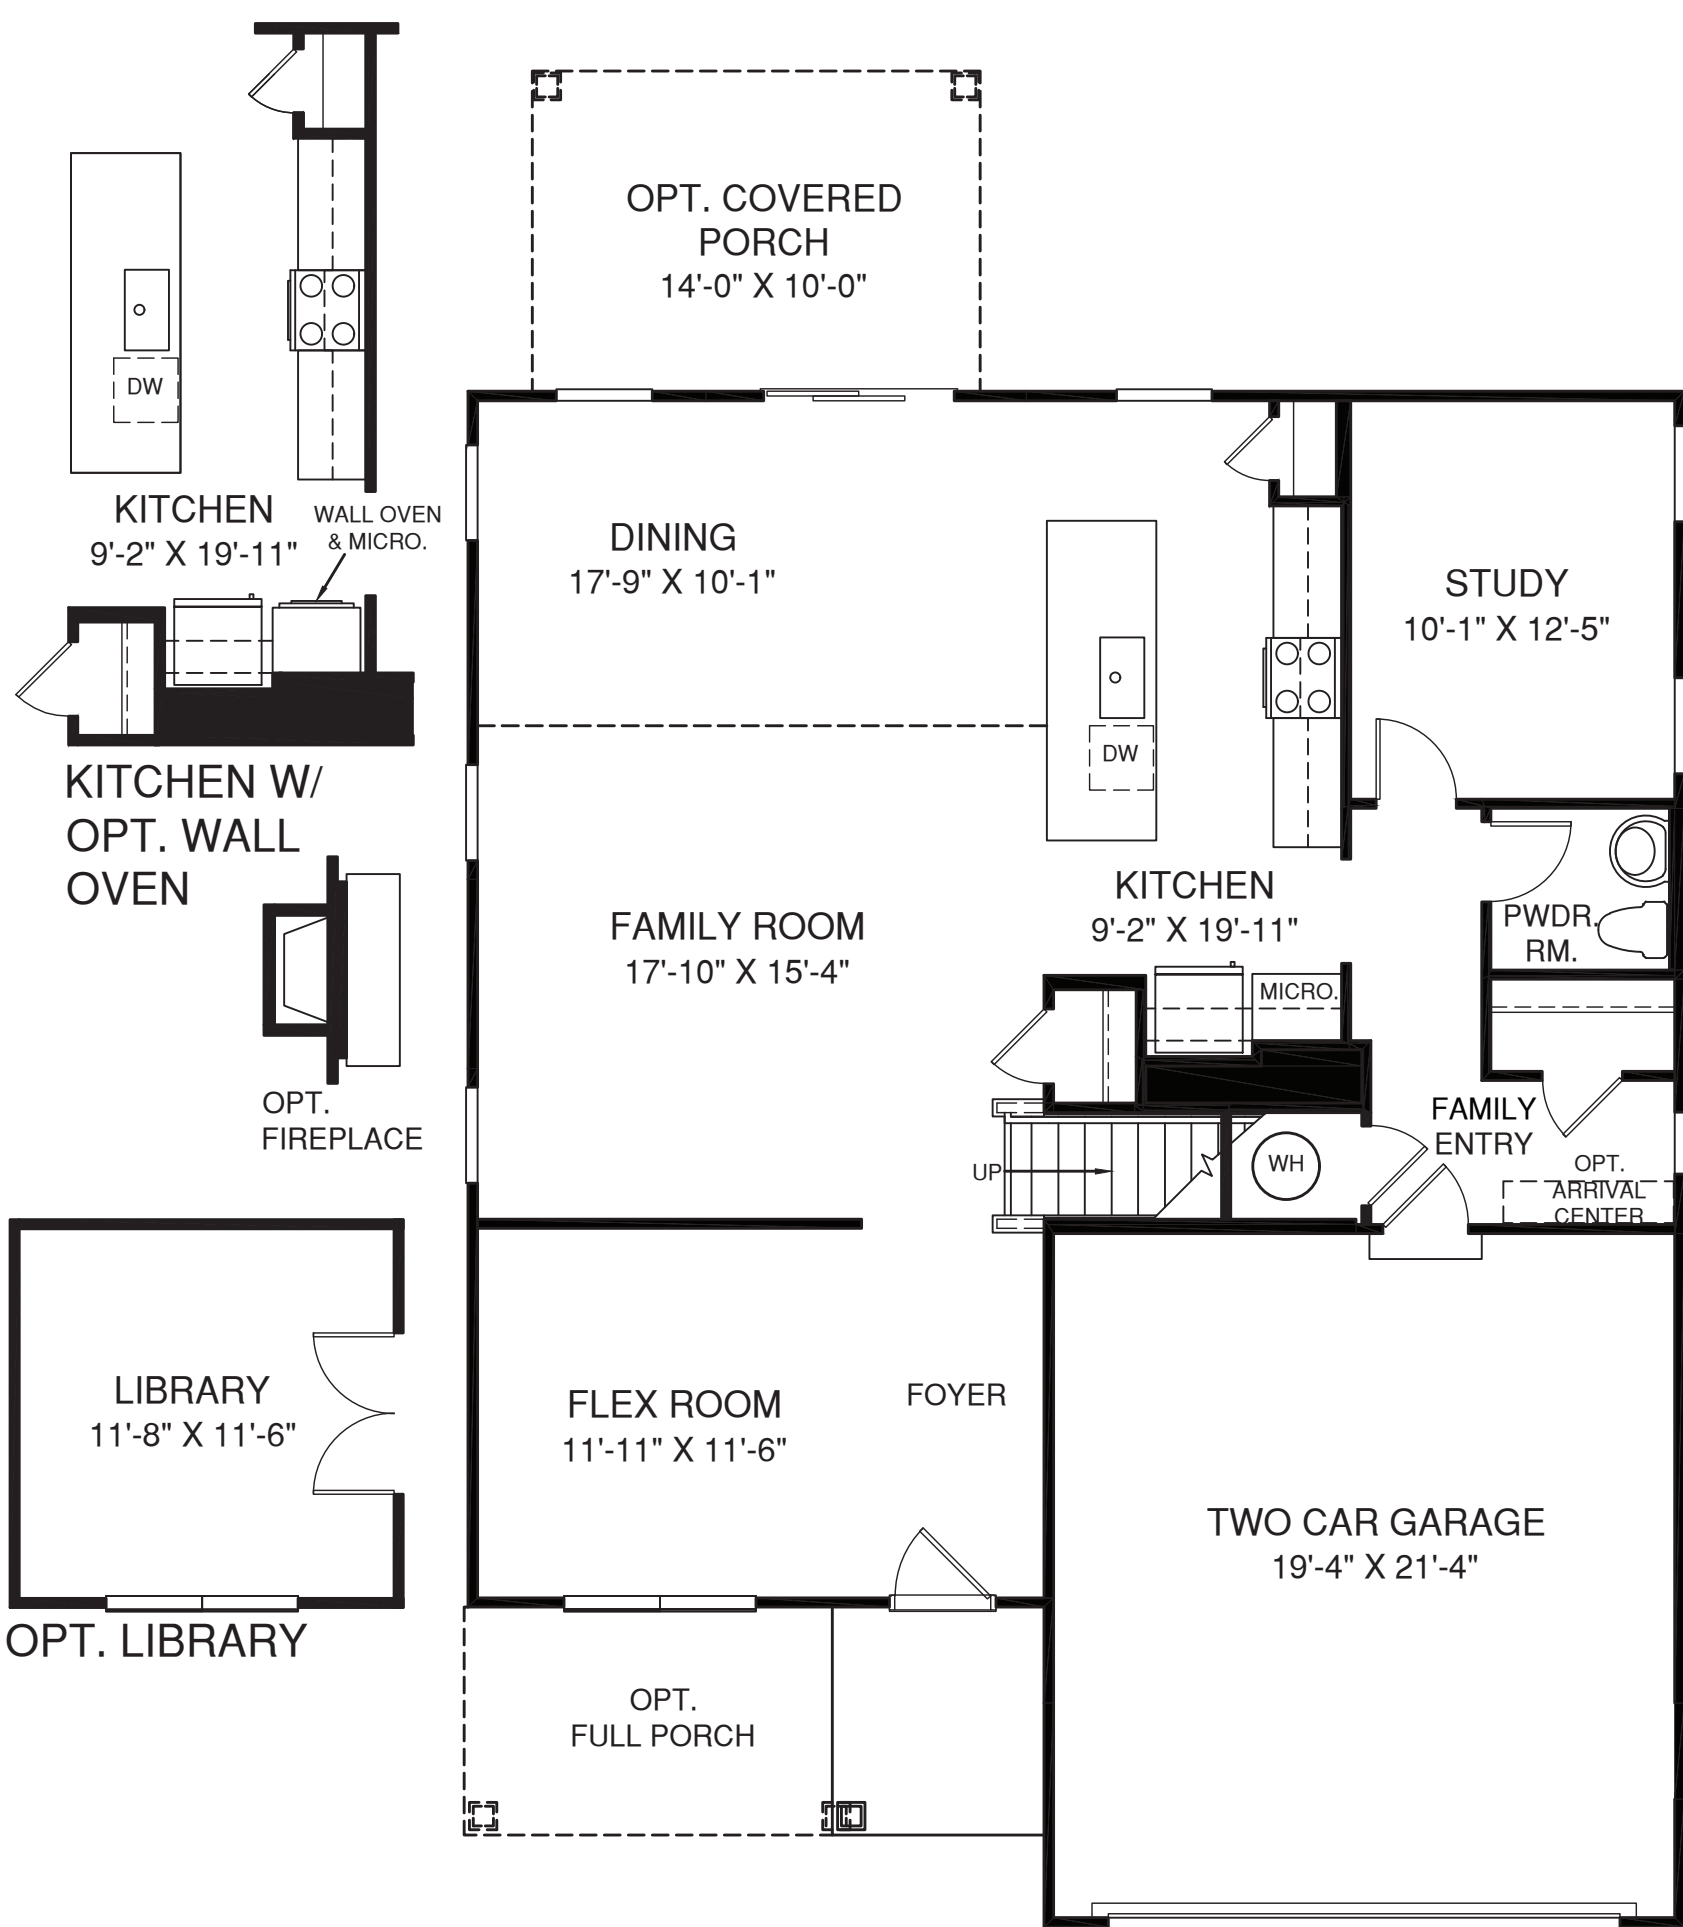 OPT. COVERED
PORCH
14'-0" X 10'-0"
DW
KITCHEN
9'-2" X 19'-11"
WALL OVEN
& MICRO.
KITCHEN W/
OPT. WALL
OVEN
DINING
17'-9" X 10'-1"
STUDY
10'-1" X 12'-5"
DW
KITCHEN
9'-2" X 19'-11"
FAMILY ROOM
17'-10" X 15'-4"
PWDR.
RM.
MICRO.
OPT.
FIREPLACE
FAMILY
ENTRY
UP
WH
OPT.
ARRIVAL
CENTER
LIBRARY
11'-8" X 11'-6"
OPT. LIBRARY
FLEX ROOM
11'-11" X 11'-6"
FOYER
TWO CAR GARAGE
19'-4" X 21'-4"
OPT.
FULL PORCH